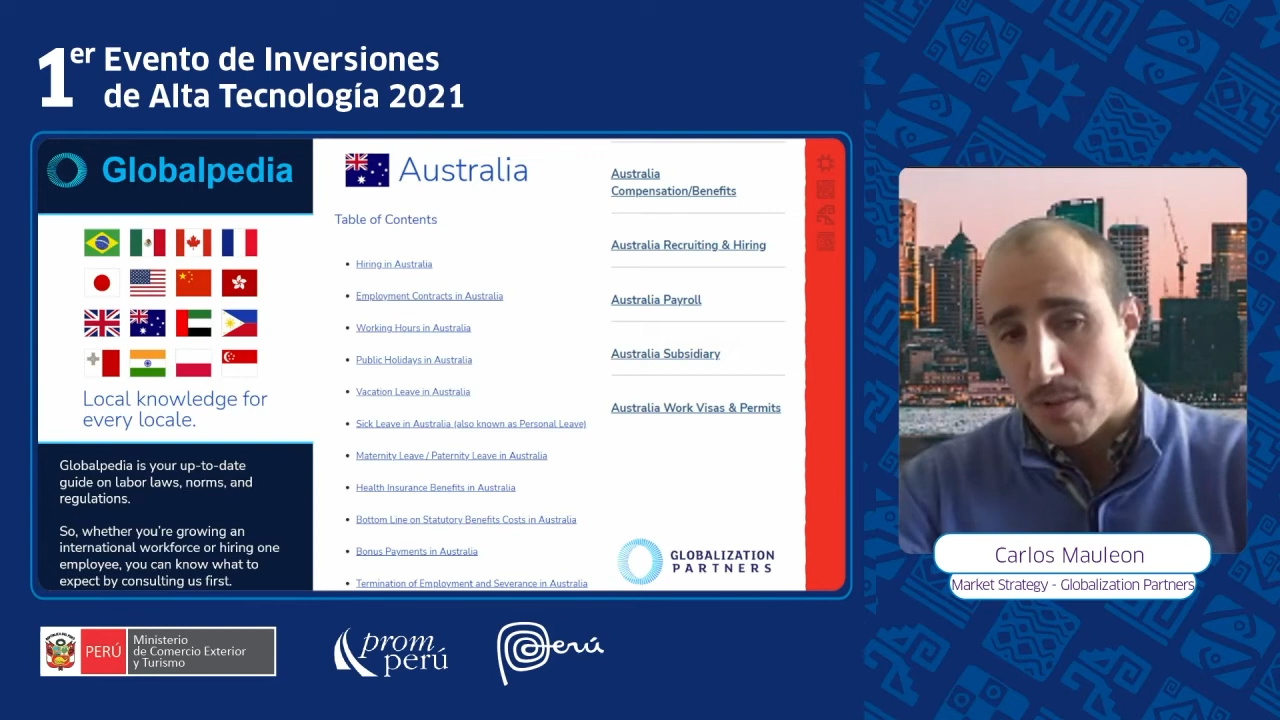 1er Evento de Inversiones
de Alta Tecnología 2021
Globalpedia
Local knowledge for
every locale.
Globalpedia is your up-to-date
guide on labor laws, norms, and
regulations.
So, whether you're growing an
international workforce or hiring one
employee, you can know what to
expect by consulting us first.
Australia
Table of Contents
Hiring in Australia
Employment Contracts in Australia
Working Hours in Australia
Public Holidays in Australia
Vacation Leave in Australia
Sick Leave in Australia (also known as Personal Leave)
Maternity Leave / Paternity Leave in Australia
Health Insurance Benefits in Australia
Bottom Line on Statutory Benefits Costs in Australia
Bonus Payments in Australia
Termination of Employment and Severance in Australia
Australia
Compensation/Benefits
Australia Recruiting & Hiring
Australia Payroll
Australia Subsidiary
Australia Work Visas & Permits
GLOBALIZATION
PARTNERS
Carlos Mauleon
Market Strategy - Globalization Partners
PERÚ
Ministerio
de Comercio Exterior
y Turismo
prom
perú
Perú